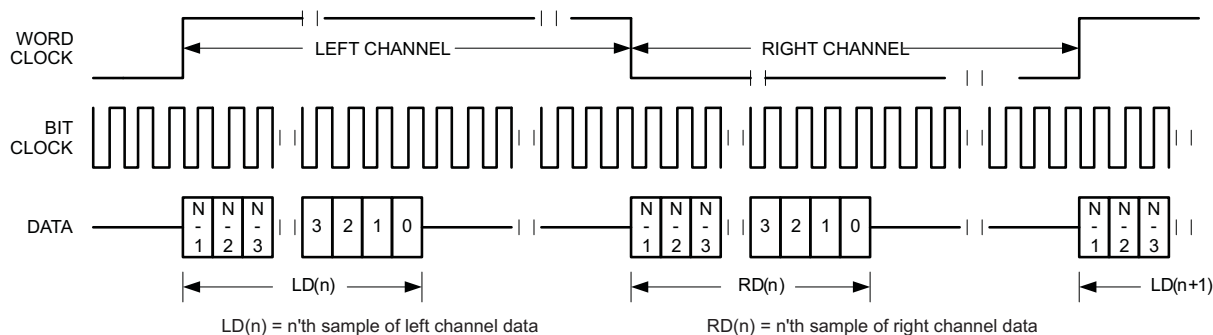 WORD
CLOCK
LEFT CHANNEL
RIGHT CHANNEL
BIT
CLOCK
DATA
N-1 N-2 N-3 3 2 1 0 N-1 N-2 N-3 3 2 1 0 N-1 N-2 N-3
LD(n) RD(n) LD(n+1)
LD(n) = n'th sample of left channel data
RD(n) = n'th sample of right channel data